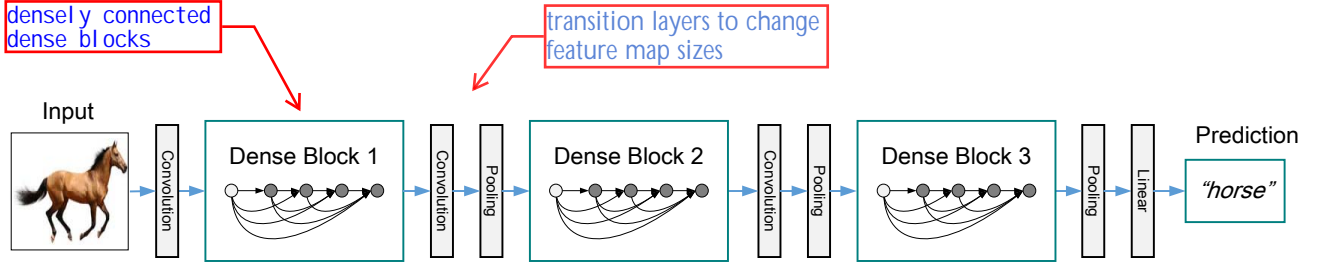 densely connected
dense blocks
transition layers to change
feature map sizes
Input
Convolution
Dense Block 1
Convolution
Pooling
Dense Block 2
Convolution
Pooling
Dense Block 3
Pooling
Linear
Prediction
“horse”